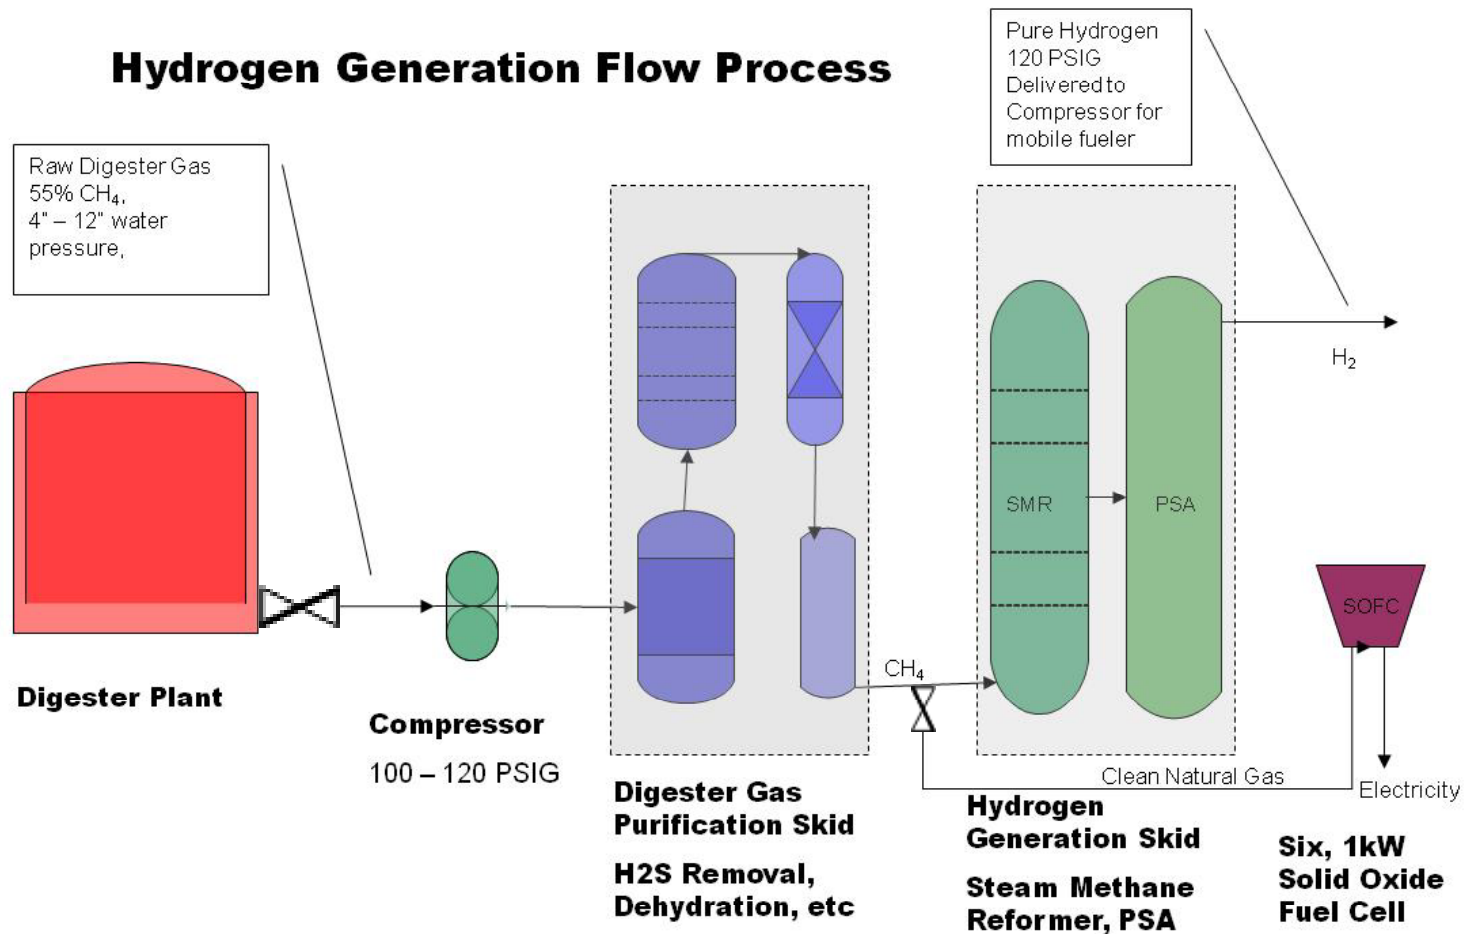 Hydrogen Generation Flow Process
Pure Hydrogen
120 PSIG
Delivered to
Compressor for
mobile fueler
Raw Digester Gas
55% CH₄,
4" – 12" water
pressure,
H₂
SMR
PSA
SOFC
CH₄
Digester Plant
Compressor
100 – 120 PSIG
Clean Natural Gas
Electricity
Digester Gas
Purification Skid
H2S Removal,
Dehydration, etc
Hydrogen
Generation Skid
Steam Methane
Reformer, PSA
Six, 1kW
Solid Oxide
Fuel Cell